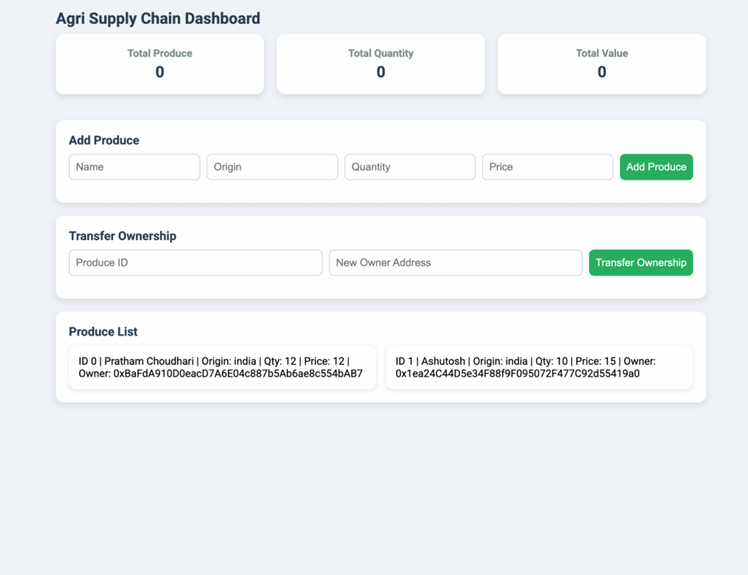 Agri Supply Chain Dashboard
Total Produce
0
Total Quantity
0
Total Value
0
Add Produce
Name
Origin
Quantity
Price
Add Produce
Transfer Ownership
Produce ID
New Owner Address
Transfer Ownership
Produce List
ID 0 | Pratham Choudhari | Origin: india | Qty: 12 | Price: 12 |
Owner: 0xBaFdA910D0eacD7A6E04c887b5Ab6ae8c554bAB7
ID 1 | Ashutosh | Origin: india | Qty: 10 | Price: 15 | Owner:
0x1ea24C44D5e34F88f9F095072F477C92d55419a0